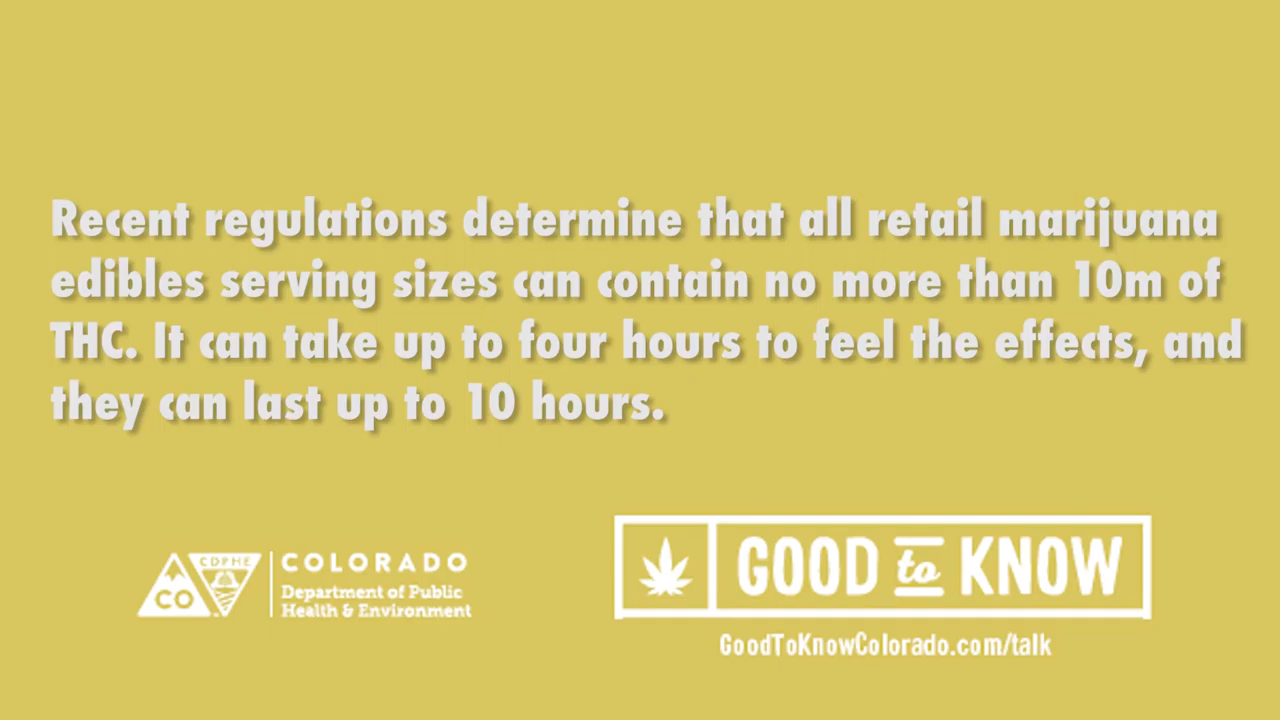 Recent regulations determine that all retail marijuana
edibles serving sizes can contain no more than 10m of
THC. It can take up to four hours to feel the effects, and
they can last up to 10 hours.
CDPHE
CO
COLORADO
Department of Public
Health & Environment
GOOD to KNOW
GoodToKnowColorado.com/talk